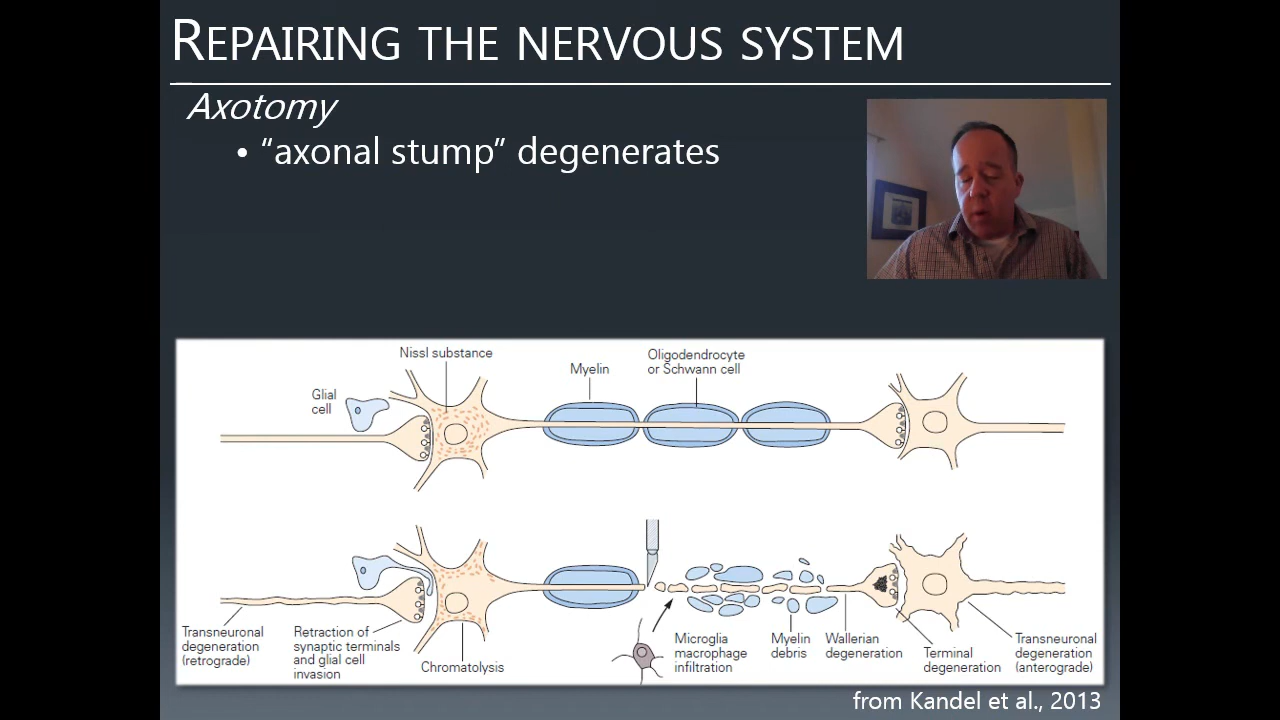 REPAIRING THE NERVOUS SYSTEM
Axotomy
• “axonal stump” degenerates
Nissl substance
Glial
cell
Myelin
Oligodendrocyte
or Schwann cell
Transneuronal
degeneration
(retrograde)
Retraction of
synaptic terminals
and glial cell
invasion
Chromatolysis
Microglia
macrophage
infiltration
Myelin
debris
Wallerian
degeneration
Terminal
degeneration
Transneuronal
degeneration
(anterograde)
from Kandel et al., 2013